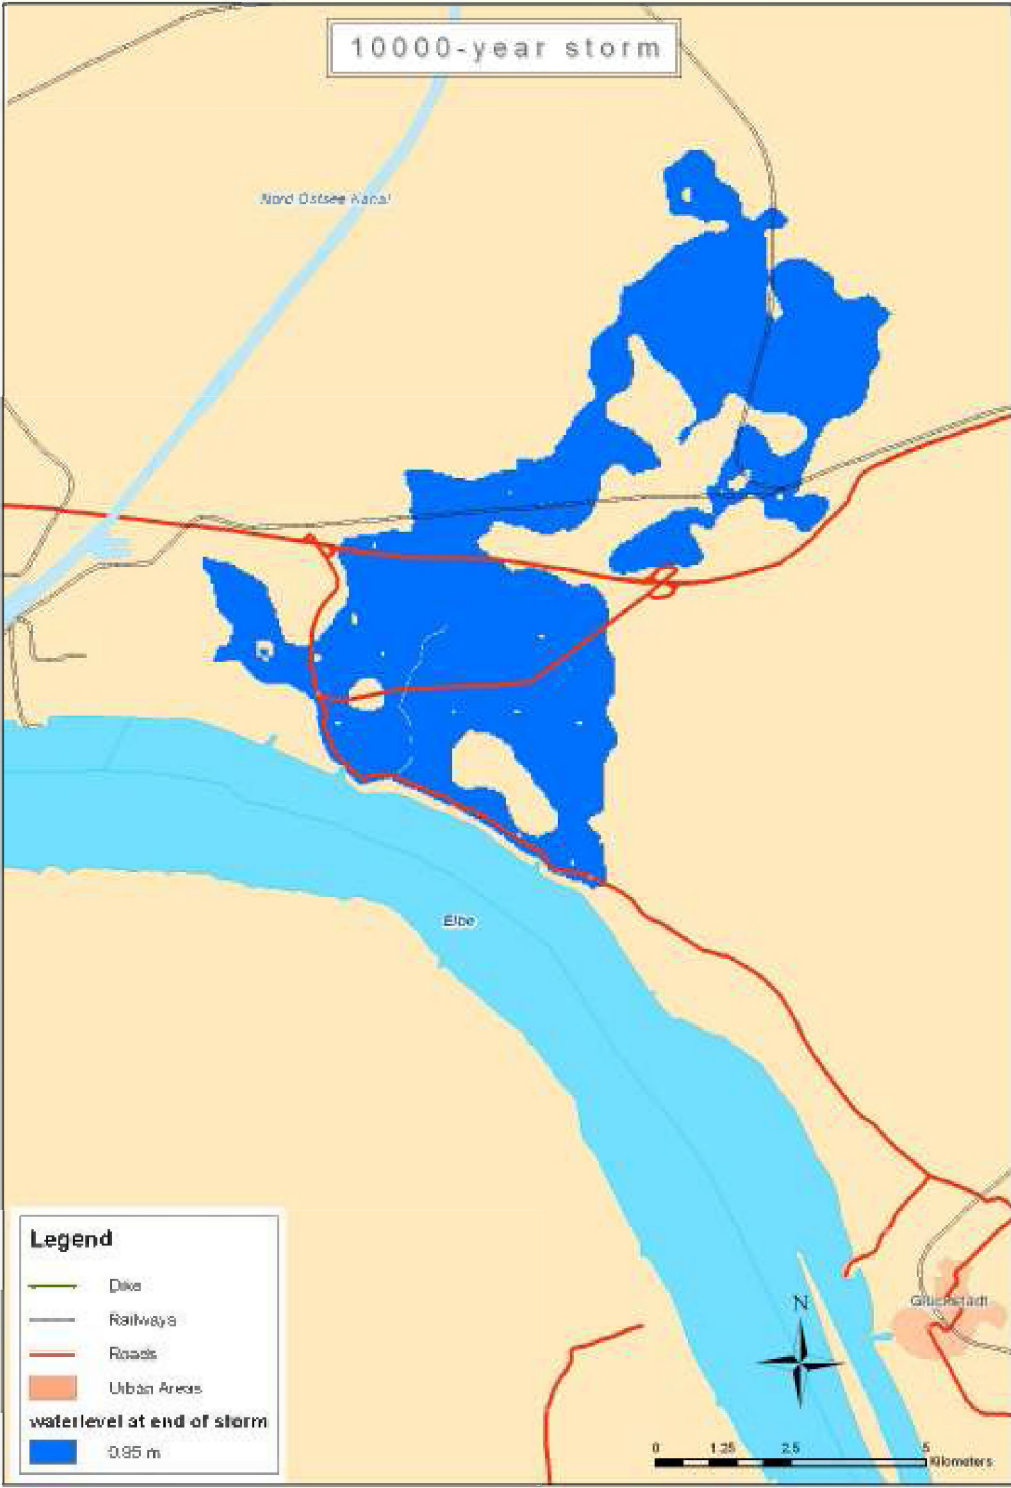 10000-year storm
Nord Ostsee Kanal
Elbe
Glückstadt
N
0 1.25 2.5 5
Kilometers
Legend
Dike
Railways
Roads
Urban Areas
waterlevel at end of storm
0.95 m